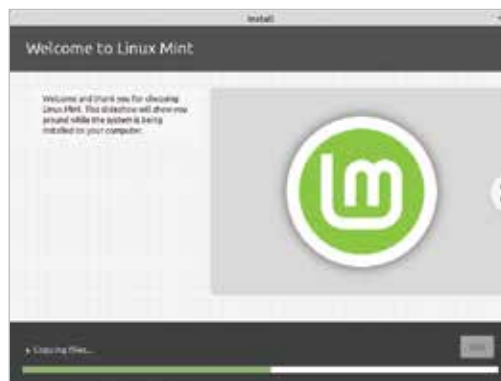 Install
Welcome to Linux Mint
Welcome and thank you for choosing
Linux Mint. This slideshow will show you
around while the system is being
installed on your computer.
Copying files...